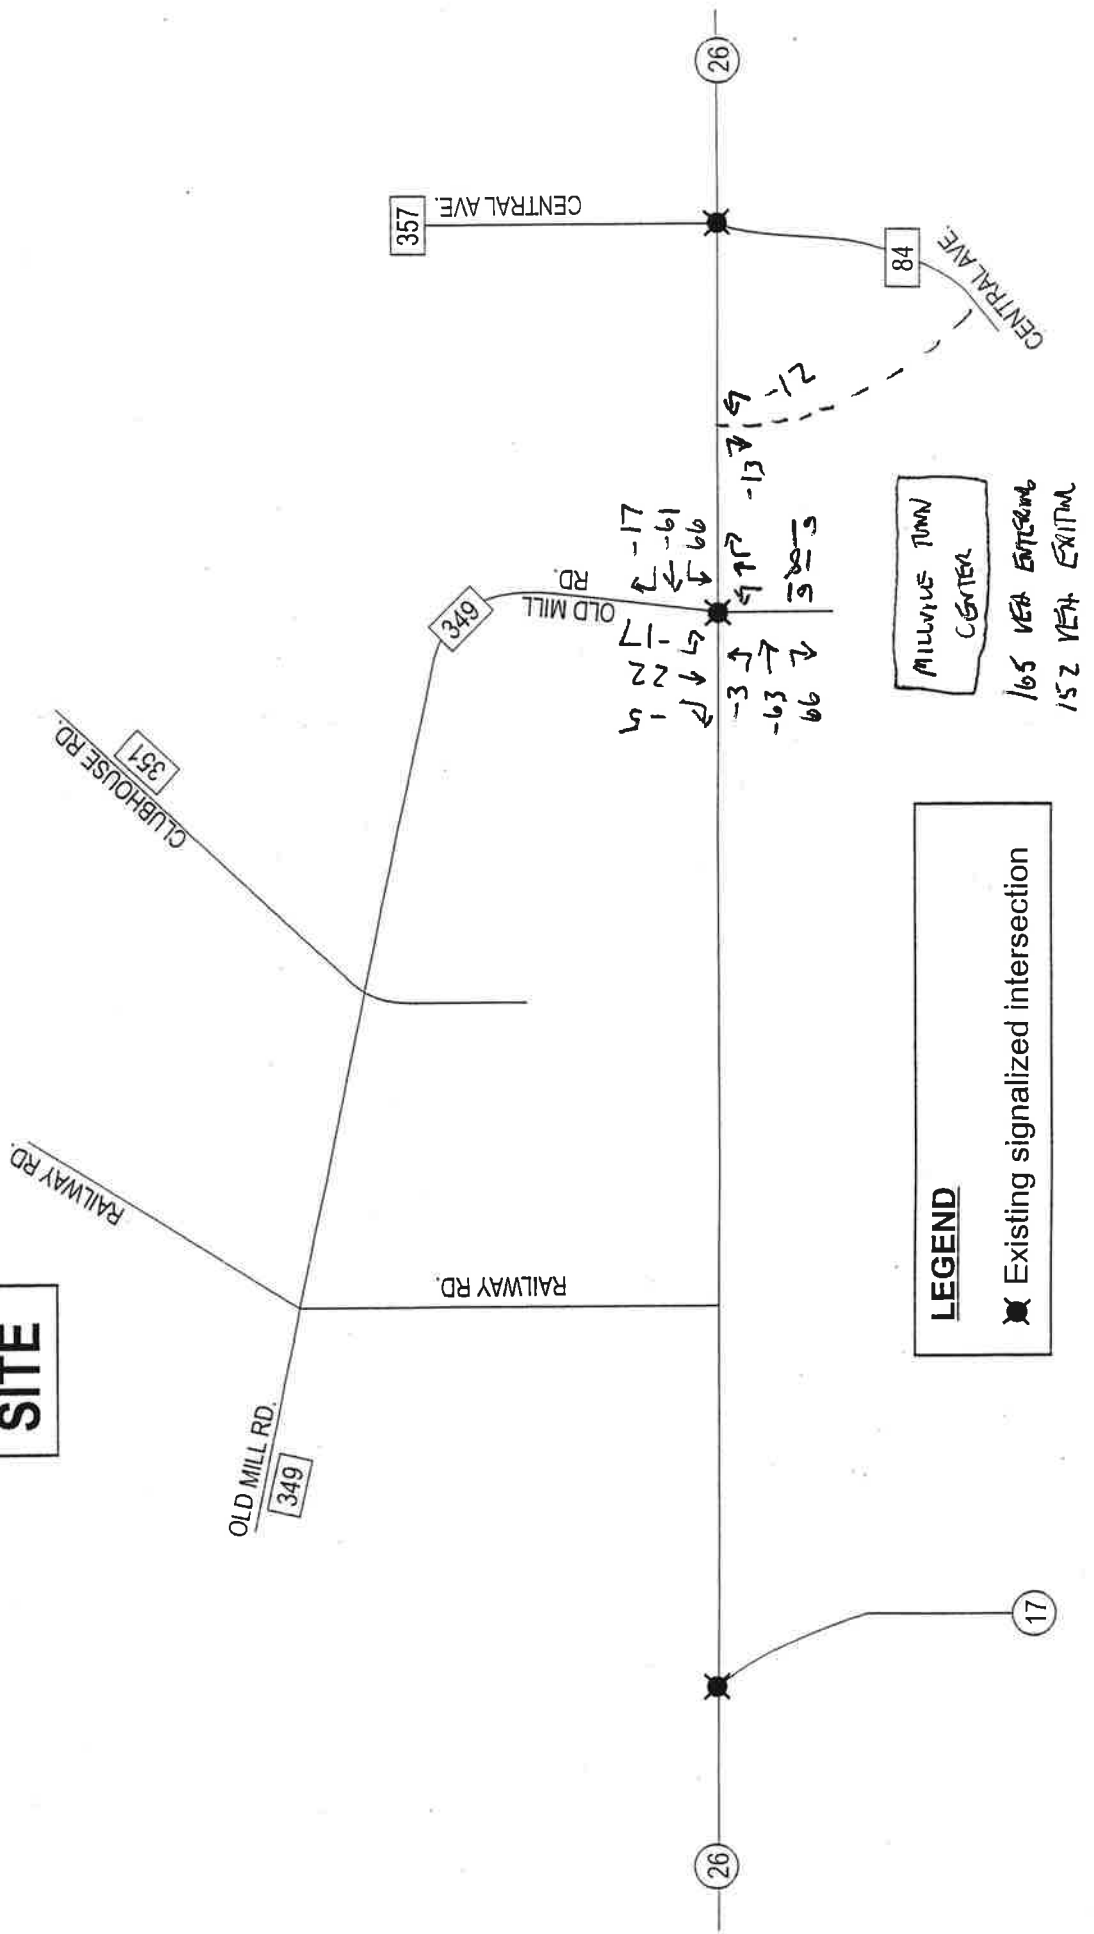 SITE
RAILWAY RD.
CLUBHOUSE RD.
351
OLD MILL RD.
349
RAILWAY RD.
349
OLD MILL
RD.
357
CENTRAL AVE.
-17
-61
66
-17
22
-3
-63
66
-13
-12
26
26
17
84
CENTRAL AVE.
MILLVILLE TOWN
CENTER
165 VEH ENTERING
152 VEH EXITING
LEGEND
Existing signalized intersection